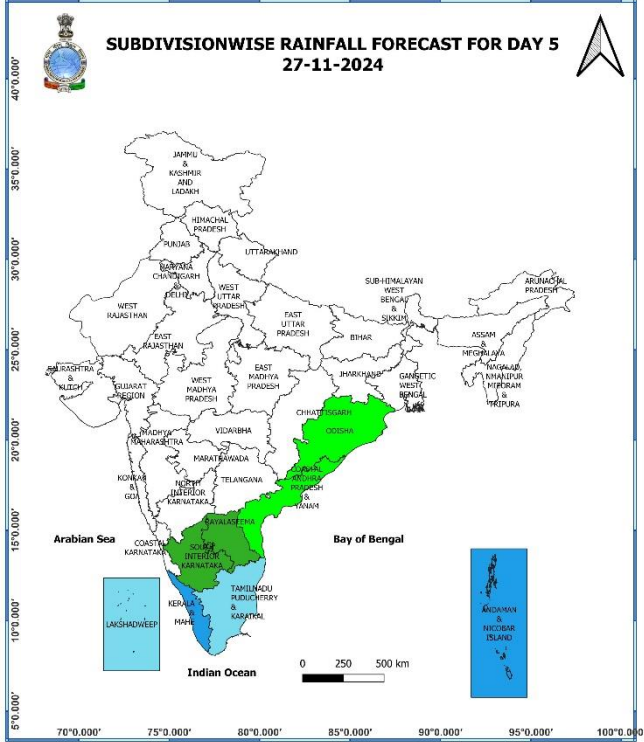 SUBDIVISIONWISE RAINFALL FORECAST FOR DAY 5
27-11-2024
40°0.000'
35°0.000'
30°0.000'
25°0.000'
20°0.000'
15°0.000'
10°0.000'
5°0.000'
JAMMU
&
KASHMIR
AND
LADAKH
HIMACHAL
PRADESH
PUNJAB
UTTARAKHAND
HARYANA
CHANDIGARH
&
DELHI
WEST
UTTAR
PRADESH
SUB-HIMALAYAN
WEST
BENGAL
&
SIKKIM
ARUNACHAL
PRADESH
WEST
RAJASTHAN
EAST
RAJASTHAN
EAST
UTTAR
PRADESH
BIHAR
ASSAM
&
MEGHALAYA
SAURASHTRA
&
KUTCH
GUJARAT
REGION
WEST
MADHYA
PRADESH
EAST
MADHYA
PRADESH
JHARKHAND
GANGETIC
WEST
BENGAL
NAGALAD,
NMANIPUR
MIZORAM
&
TRIPURA
CHHATTISGARH
ODISHA
MADHYA
MAHARASHTRA
VIDARBHA
MARATHWADA
TELANGANA
COASTAL
ANDHRA
PRADESH
&
YANAM
KONKAN
&
GOA
NORTH
INTERIOR
KARNATAKA
RAYALASEEMA
Arabian Sea
COASTAL
KARNATAKA
SOUTH
INTERIOR
KARNATAKA
Bay of Bengal
LAKSHADWEEP
KERALA
&
MAHE
TAMILNADU
PUDUCHERRY
&
KARAIKAL
ANDAMAN
&
NICOBAR
ISLAND
Indian Ocean
0 250 500 km
70°0.000' 75°0.000' 80°0.000' 85°0.000' 90°0.000' 95°0.000' 100°0.00